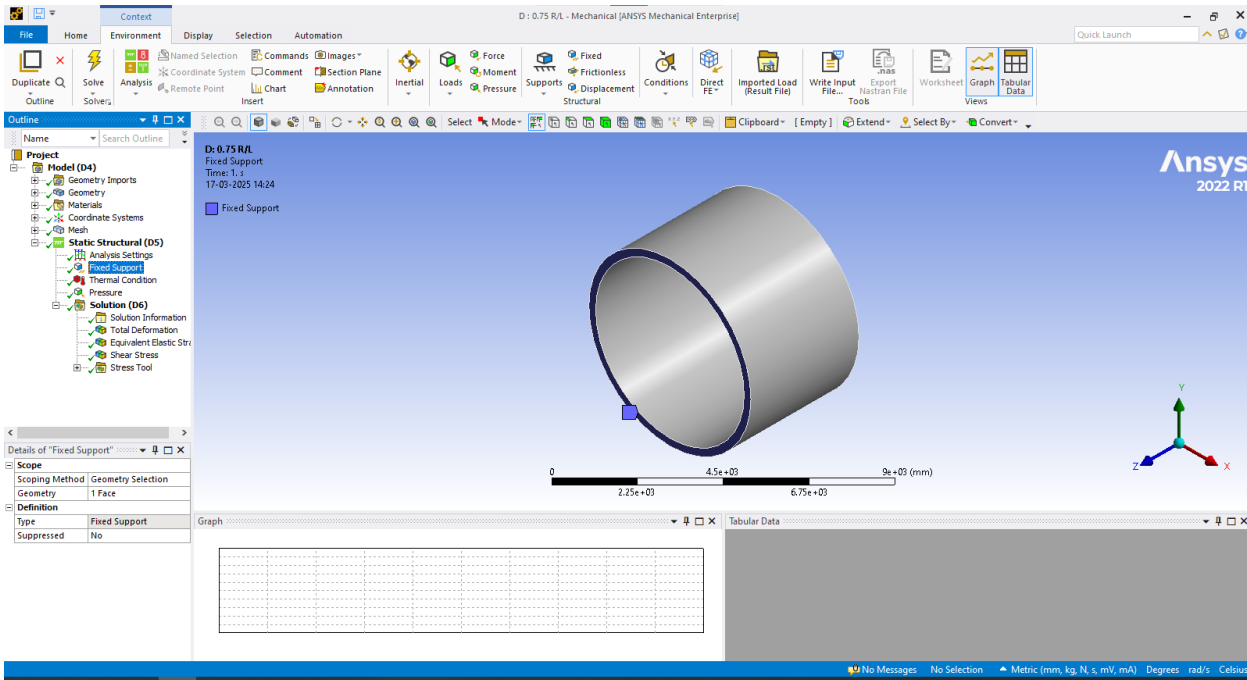 Context
D : 0.75 R/L - Mechanical [ANSYS Mechanical Enterprise]
File Home Environment Display Selection Automation Quick Launch
Duplicate Q
Outline
Solve
Solvers
Analysis
Named Selection
Coordinate System
Remote Point
Commands
Comment
Chart
Images
Section Plane
Annotation
Insert
Inertial
Loads
Force
Moment
Pressure
Supports
Fixed
Frictionless
Displacement
Structural
Conditions
Direct FE
Imported Load (Result File)
Write Input File...
.nas
Export Nastran File
Tools
Worksheet
Graph
Tabular Data
Views
Outline
Name Search Outline
Select Mode Clipboard [ Empty ] Extend Select By Convert
Project
Model (D4)
Geometry Imports
Geometry
Materials
Coordinate Systems
Mesh
Static Structural (D5)
Analysis Settings
Fixed Support
Thermal Condition
Pressure
Solution (D6)
Solution Information
Total Deformation
Equivalent Elastic Stra
Shear Stress
Stress Tool
Details of "Fixed Support"
Scope
Scoping Method Geometry Selection
Geometry 1 Face
Definition
Type Fixed Support
Suppressed No
D: 0.75 R/L
Fixed Support
Time: 1. s
17-03-2025 14:24
Fixed Support
Ansys
2022 R1
0 4.5e+03 9e+03 (mm)
2.25e+03 6.75e+03
Y
Z X
Graph
Tabular Data
No Messages No Selection Metric (mm, kg, N, s, mV, mA) Degrees rad/s Celsius